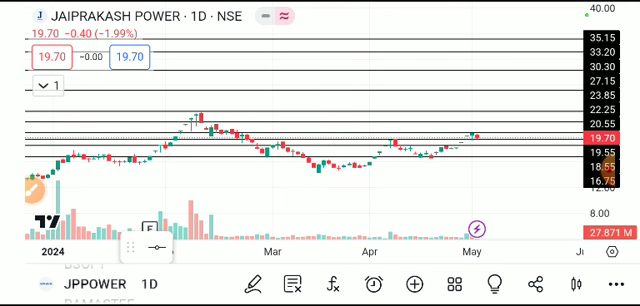 J JAIPRAKASH POWER · 1D · NSE
19.70 −0.40 (−1.99%)
19.70 −0.00 19.70
1
40.00
35.15
33.20
30.30
27.15
23.85
22.25
20.55
19.70
19.55
18.55
16.75
12.00
8.00
27.871 M
E
2024 Mar Apr May
JPPOWER 1D